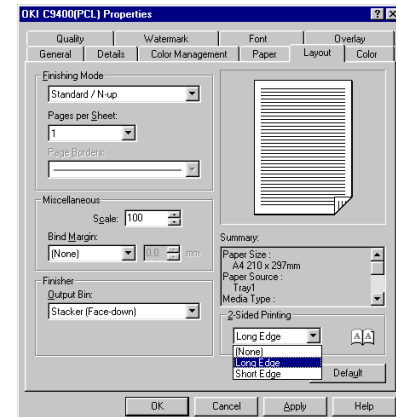 OKI C9400(PCL) Properties
Quality Watermark Font Overlay
General Details Color Management Paper Layout Color
Finishing Mode
Standard / N-up
Pages per Sheet:
1
Page Borders:
Miscellaneous
Scale: 100
Bind Margin:
(None) 0.0 mm
Finisher
Output Bin:
Stacker (Face-down)
Summary:
Paper Size :
A4 210 x 297mm
Paper Source :
Tray1
Media Type :
2-Sided Printing
Long Edge
(None)
Long Edge
Short Edge
Default
OK Cancel Apply Help